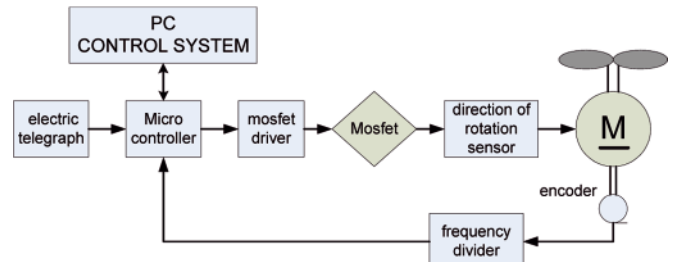 PC
CONTROL SYSTEM
electric
telegraph
Micro
controller
mosfet
driver
Mosfet
direction of
rotation
sensor
M
encoder
frequency
divider